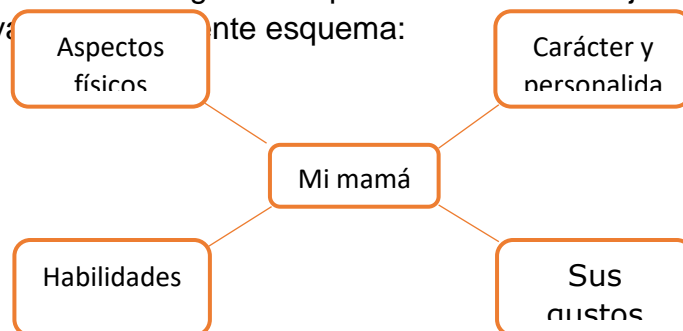 esquema:
Aspectos
físicos
Carácter y
personalida
Mi mamá
Habilidades
Sus
gustos